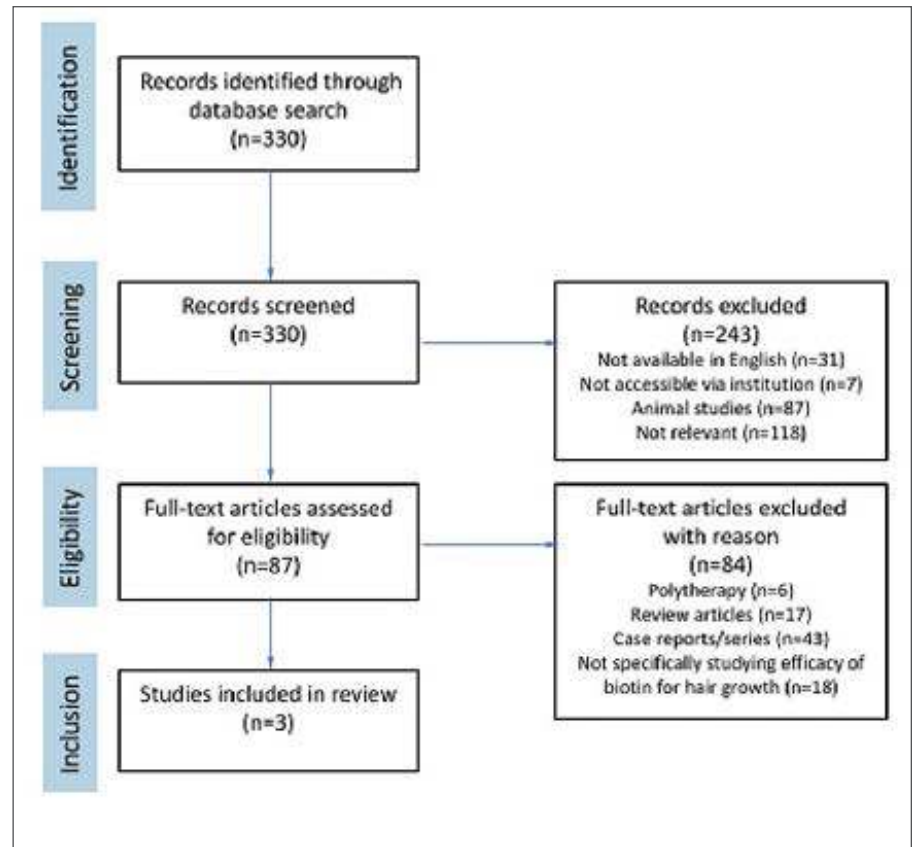 Identification
Records identified through
database search
(n=330)
Screening
Records screened
(n=330)
Records excluded
(n=243)
Not available in English (n=31)
Not accessible via institution (n=7)
Animal studies (n=87)
Not relevant (n=118)
Eligibility
Full-text articles assessed
for eligibility
(n=87)
Full-text articles excluded
with reason
(n=84)
Polytherapy (n=6)
Review articles (n=17)
Case reports/series (n=43)
Not specifically studying efficacy of
biotin for hair growth (n=18)
Inclusion
Studies included in review
(n=3)